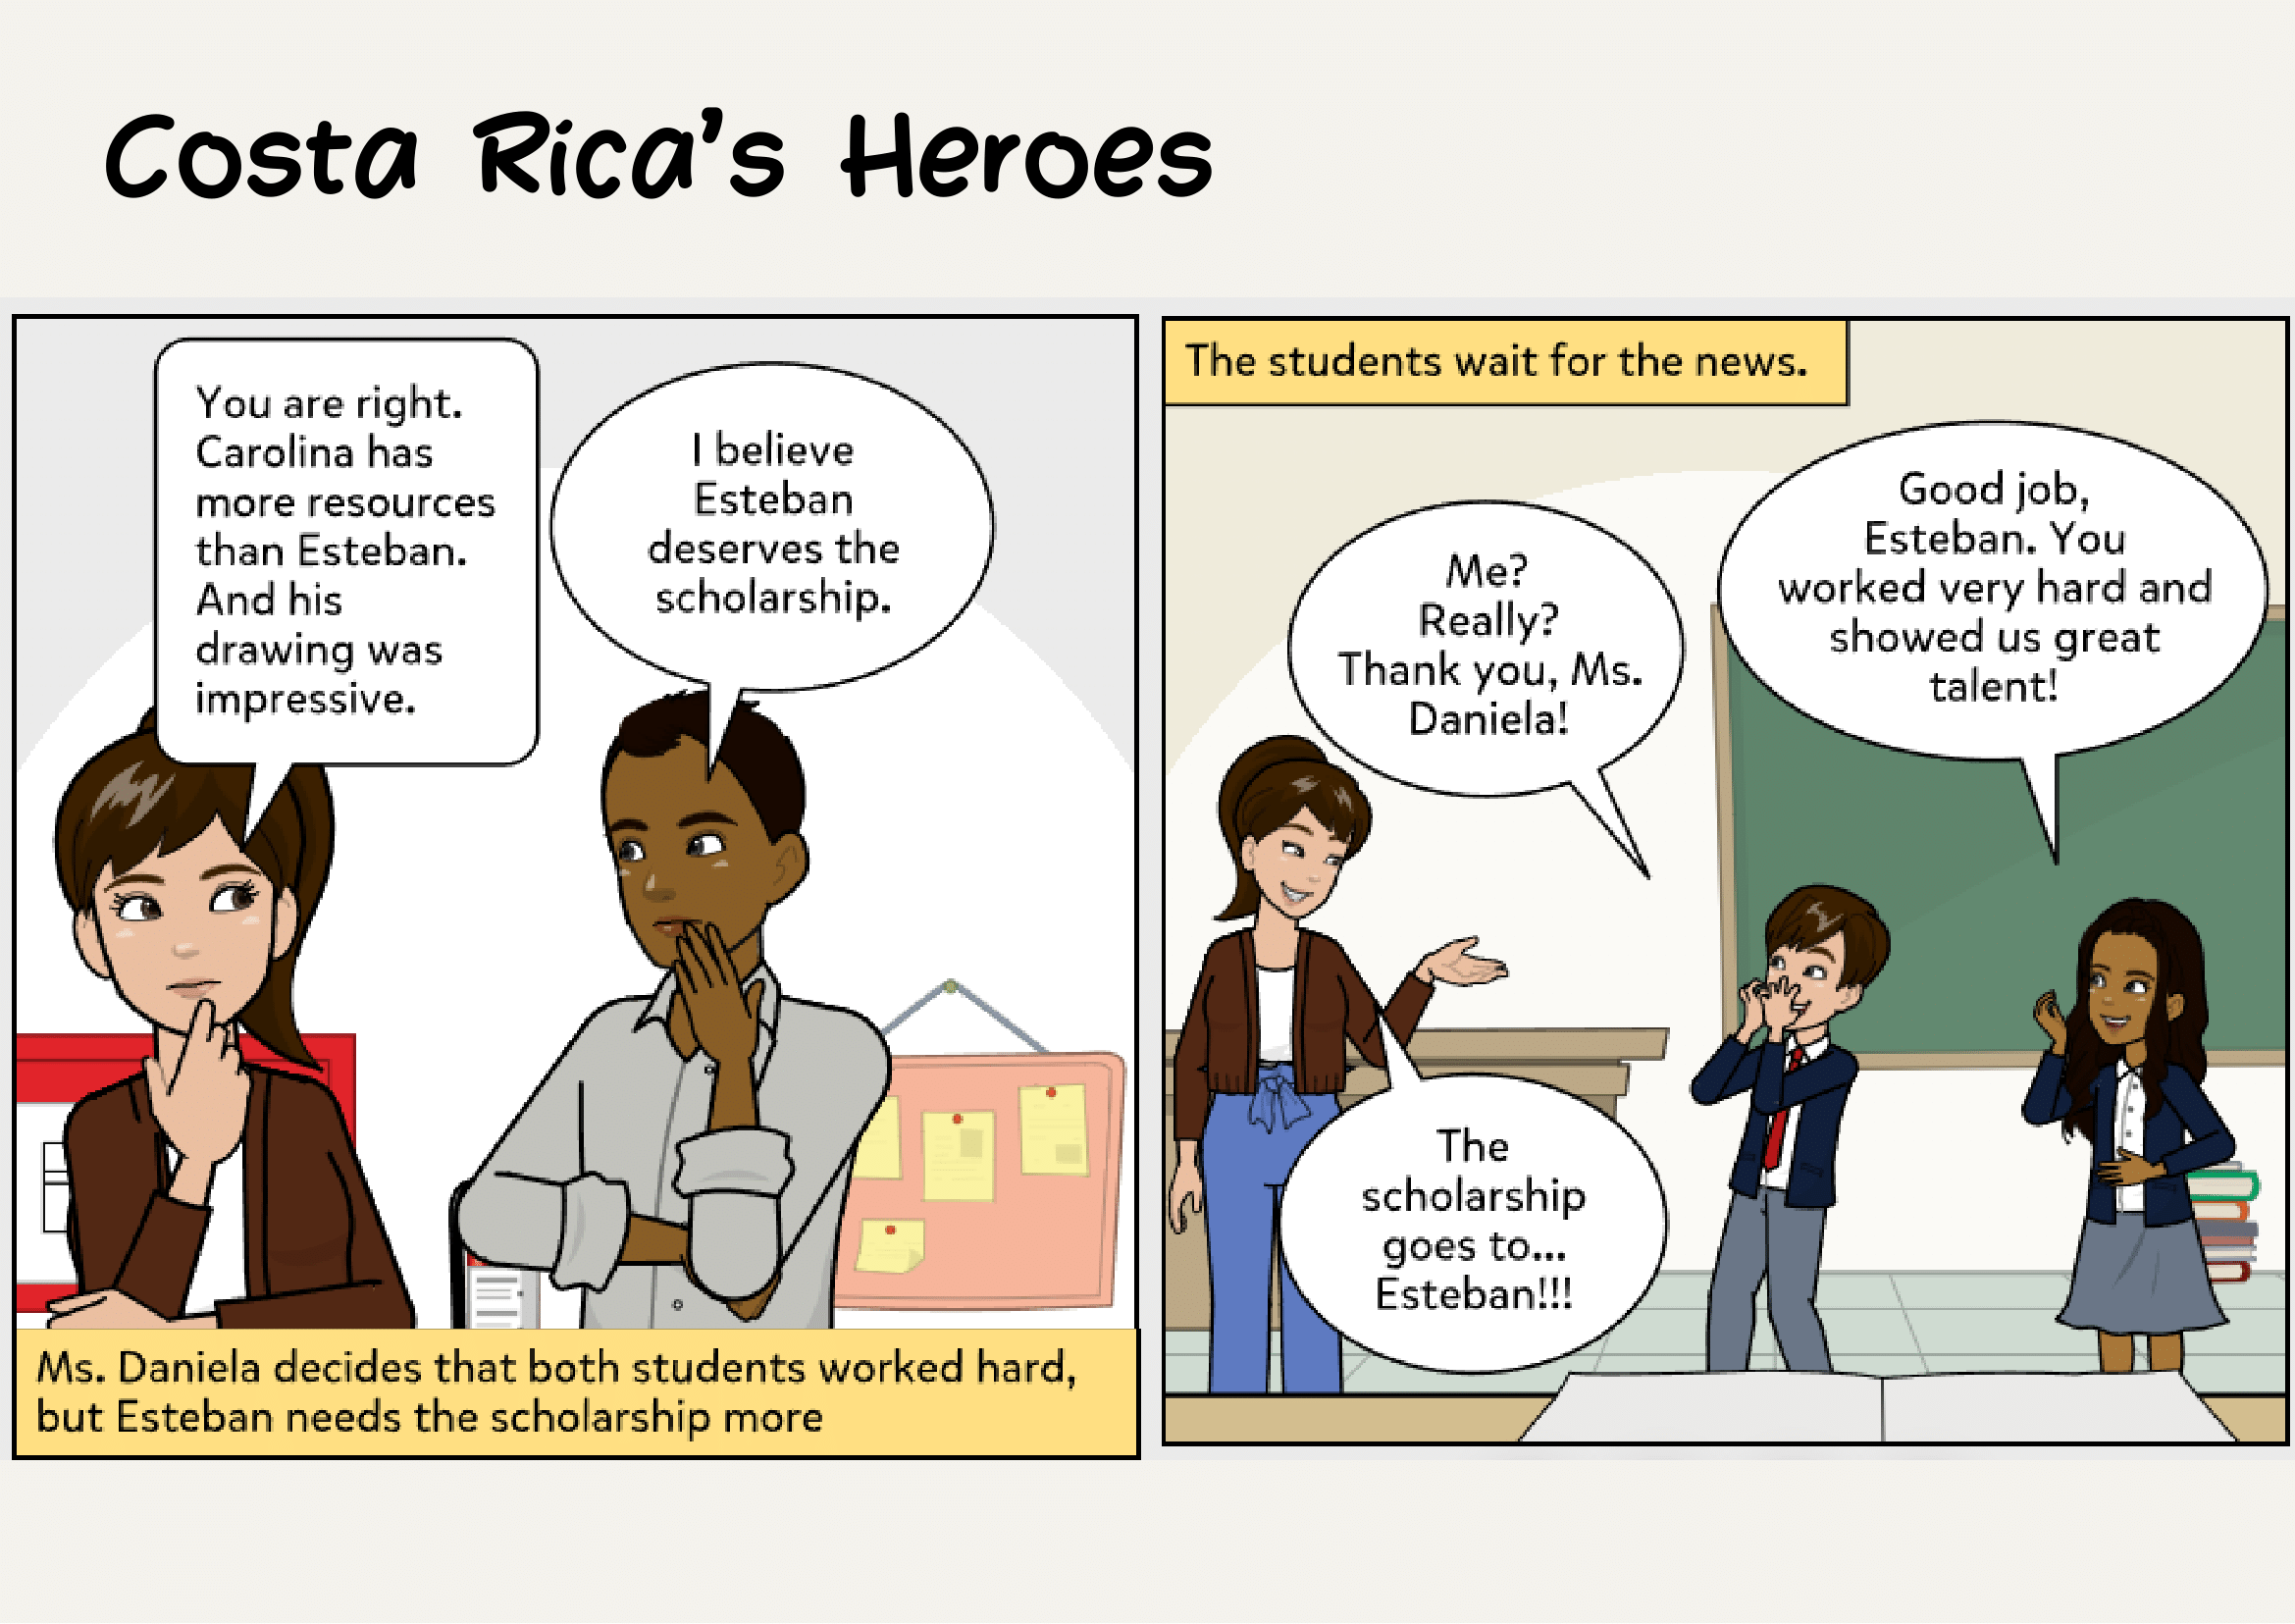 Costa Rica's Heroes
You are right.
Carolina has
more resources
than Esteban.
And his
drawing was
impressive.
I believe
Esteban
deserves the
scholarship.
Ms. Daniela decides that both students worked hard,
but Esteban needs the scholarship more
The students wait for the news.
Me?
Really?
Thank you, Ms.
Daniela!
Good job,
Esteban. You
worked very hard and
showed us great
talent!
The
scholarship
goes to...
Esteban!!!